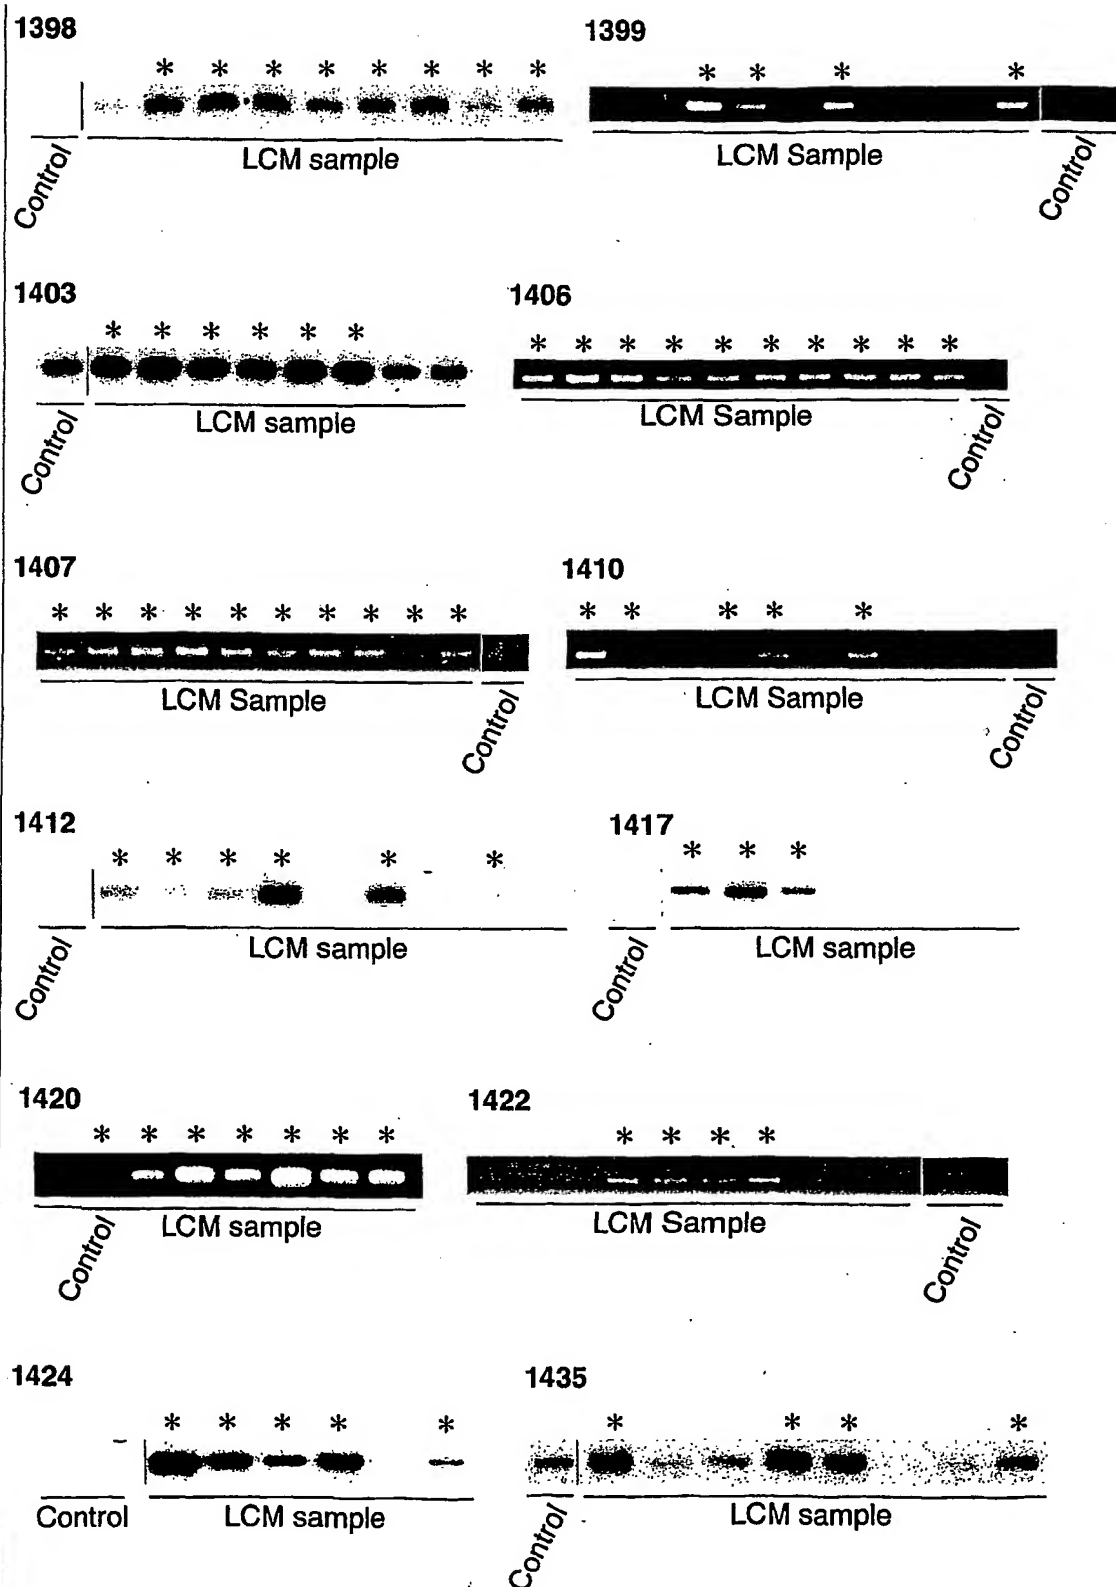 1398
1399
* * * * * * * *
* * * *
Control
LCM sample
LCM Sample
Control
1403
1406
* * * * * *
* * * * * * * * * *
Control
LCM sample
LCM Sample
Control
1407
1410
* * * * * * * * * *
* * * * *
LCM Sample
Control
LCM Sample
Control
1412
1417
* * * * * *
* * *
Control
LCM sample
Control
LCM sample
1420
1422
* * * * * * *
* * * *
Control
LCM sample
LCM Sample
Control
1424
1435
* * * * *
* * * *
Control
LCM sample
Control
LCM sample